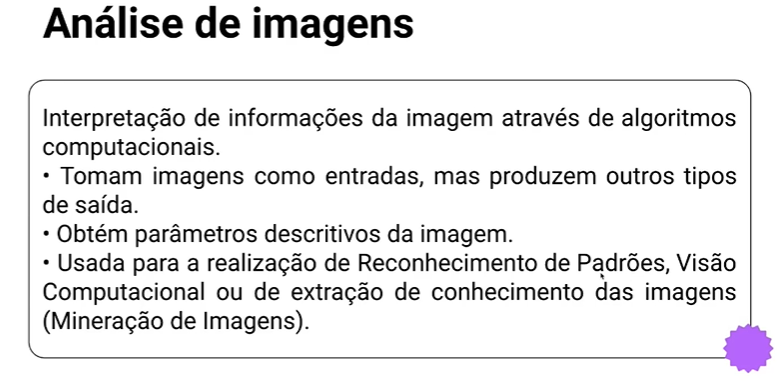 Análise de imagens
Interpretação de informações da imagem através de algoritmos
computacionais.
• Tomam imagens como entradas, mas produzem outros tipos
de saída.
• Obtém parâmetros descritivos da imagem.
• Usada para a realização de Reconhecimento de Padrões, Visão
Computacional ou de extração de conhecimento das imagens
(Mineração de Imagens).